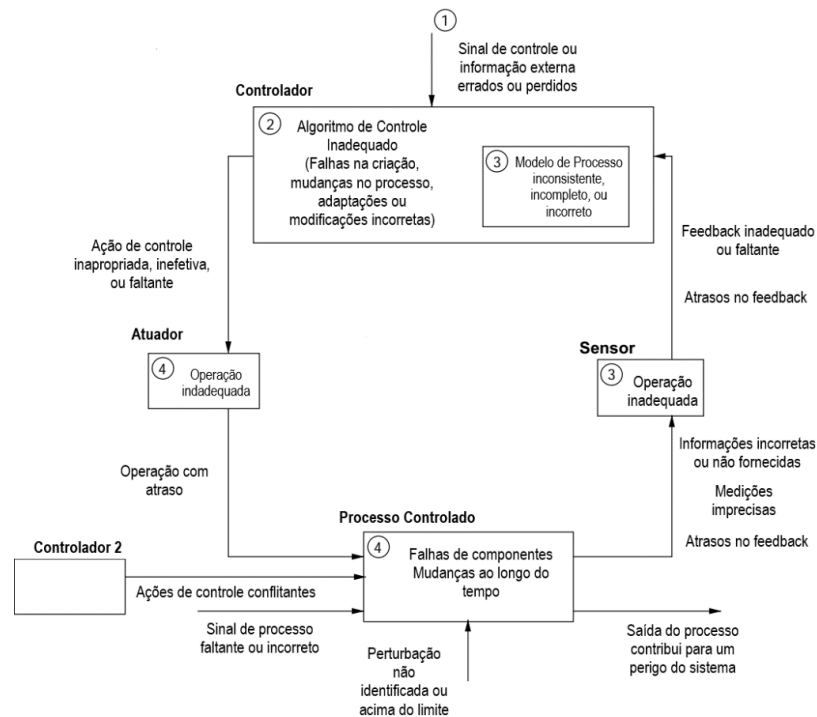 1
Sinal de controle ou
informação externa
errados ou perdidos
Controlador
2
Algoritmo de Controle
Inadequado
(Falhas na criação,
mudanças no processo,
adaptações ou
modificações incorretas)
3
Modelo de Processo
inconsistente,
incompleto, ou
incorreto
Ação de controle
inapropriada, inefetiva,
ou faltante
Feedback inadequado
ou faltante
Atrasos no feedback
Atuador
4
Operação
indadequada
Sensor
3
Operação
inadequada
Operação com
atraso
Informações incorretas
ou não fornecidas
Medições
imprecisas
Atrasos no feedback
Processo Controlado
4
Falhas de componentes
Mudanças ao longo do
tempo
Controlador 2
Ações de controle conflitantes
Sinal de processo
faltante ou incorreto
Perturbação
não
identificada ou
acima do limite
Saída do processo
contribui para um
perigo do sistema